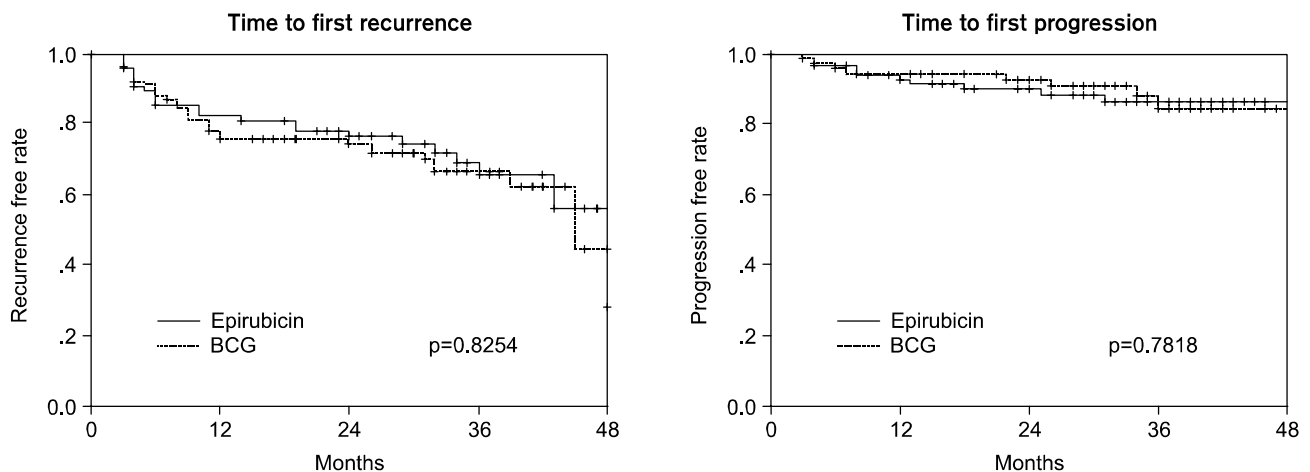 Time to first recurrence
1.0
.8
.6
.4
.2
0.0
Recurrence free rate
Epirubicin
BCG
p=0.8254
0 12 24 36 48
Months
Time to first progression
1.0
.8
.6
.4
.2
0.0
Progression free rate
Epirubicin
BCG
p=0.7818
0 12 24 36 48
Months